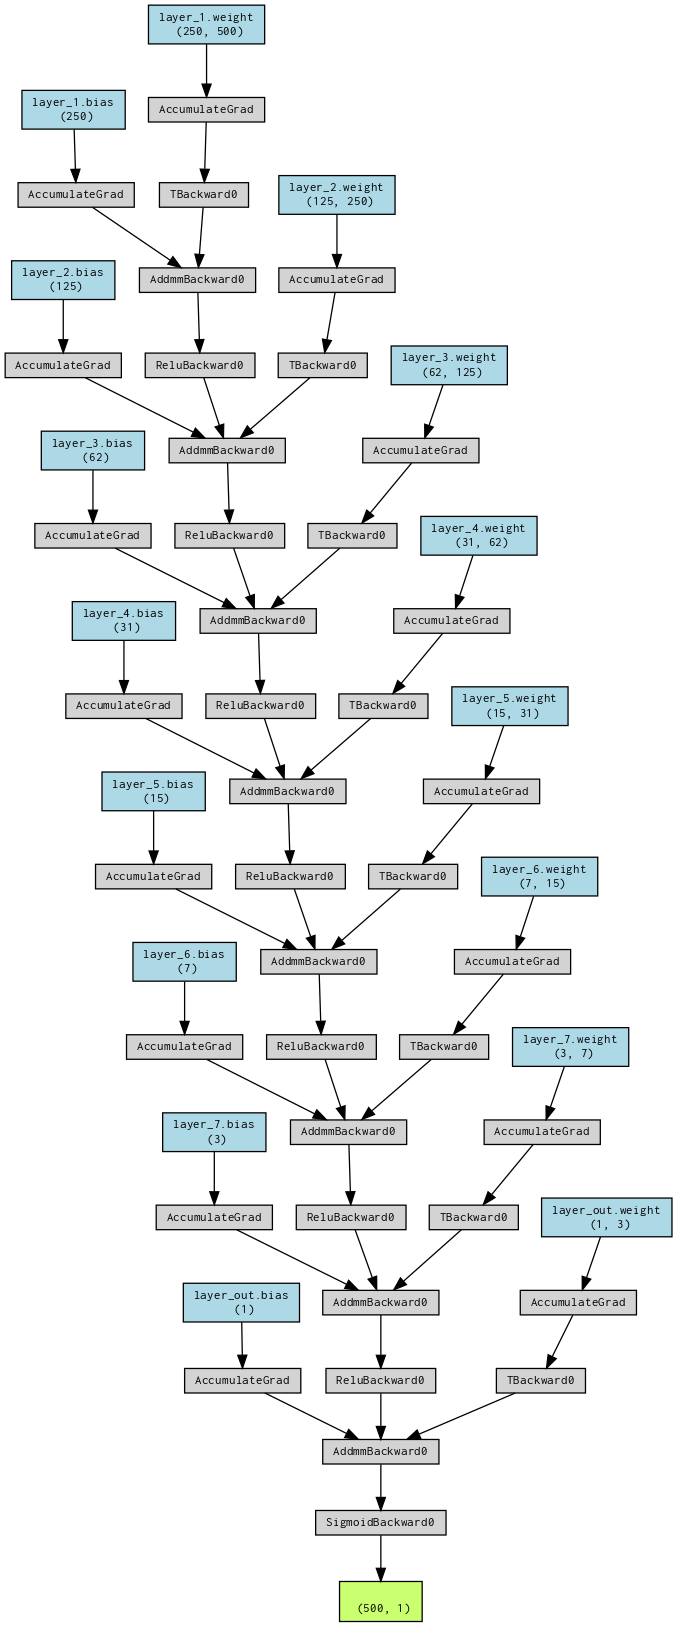 layer_1.weight
(250, 500)
layer_1.bias
(250)
AccumulateGrad
AccumulateGrad
TBackward0
layer_2.weight
(125, 250)
layer_2.bias
(125)
AddmmBackward0
AccumulateGrad
AccumulateGrad
ReluBackward0
TBackward0
layer_3.weight
(62, 125)
layer_3.bias
(62)
AddmmBackward0
AccumulateGrad
AccumulateGrad
ReluBackward0
TBackward0
layer_4.weight
(31, 62)
layer_4.bias
(31)
AddmmBackward0
AccumulateGrad
AccumulateGrad
ReluBackward0
TBackward0
layer_5.weight
(15, 31)
layer_5.bias
(15)
AddmmBackward0
AccumulateGrad
AccumulateGrad
ReluBackward0
TBackward0
layer_6.weight
(7, 15)
layer_6.bias
(7)
AddmmBackward0
AccumulateGrad
AccumulateGrad
ReluBackward0
TBackward0
layer_7.weight
(3, 7)
layer_7.bias
(3)
AddmmBackward0
AccumulateGrad
AccumulateGrad
ReluBackward0
TBackward0
layer_out.weight
(1, 3)
layer_out.bias
(1)
AddmmBackward0
AccumulateGrad
AccumulateGrad
ReluBackward0
TBackward0
AddmmBackward0
SigmoidBackward0
(500, 1)